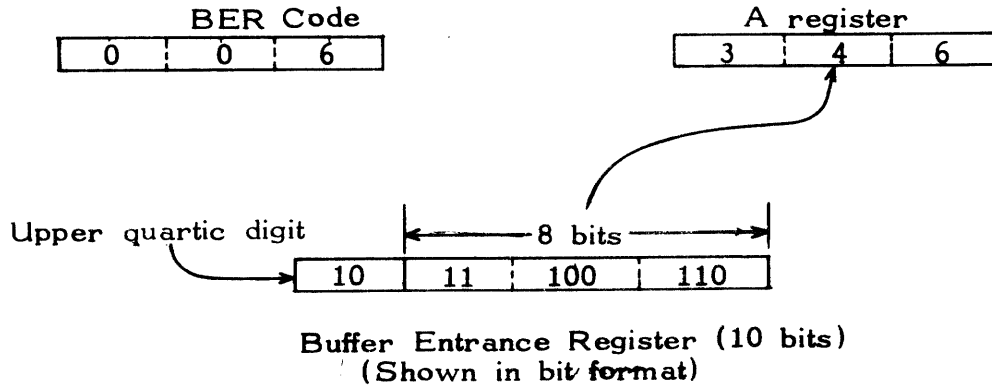 BER Code
0 0 6
A register
3 4 6
Upper quartic digit
8 bits
10 11 100 110
Buffer Entrance Register (10 bits)
(Shown in bit format)